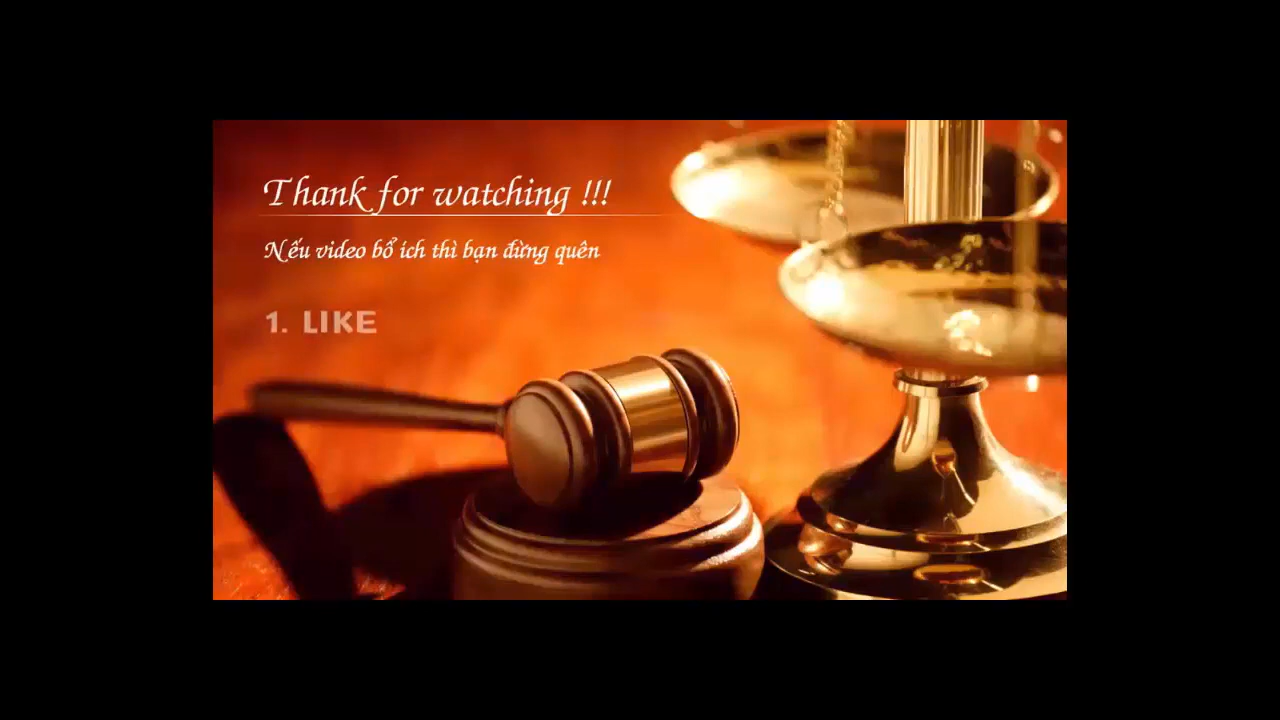 Thank for watching !!!
Nếu video bổ ích thì bạn đừng quên
1. LIKE